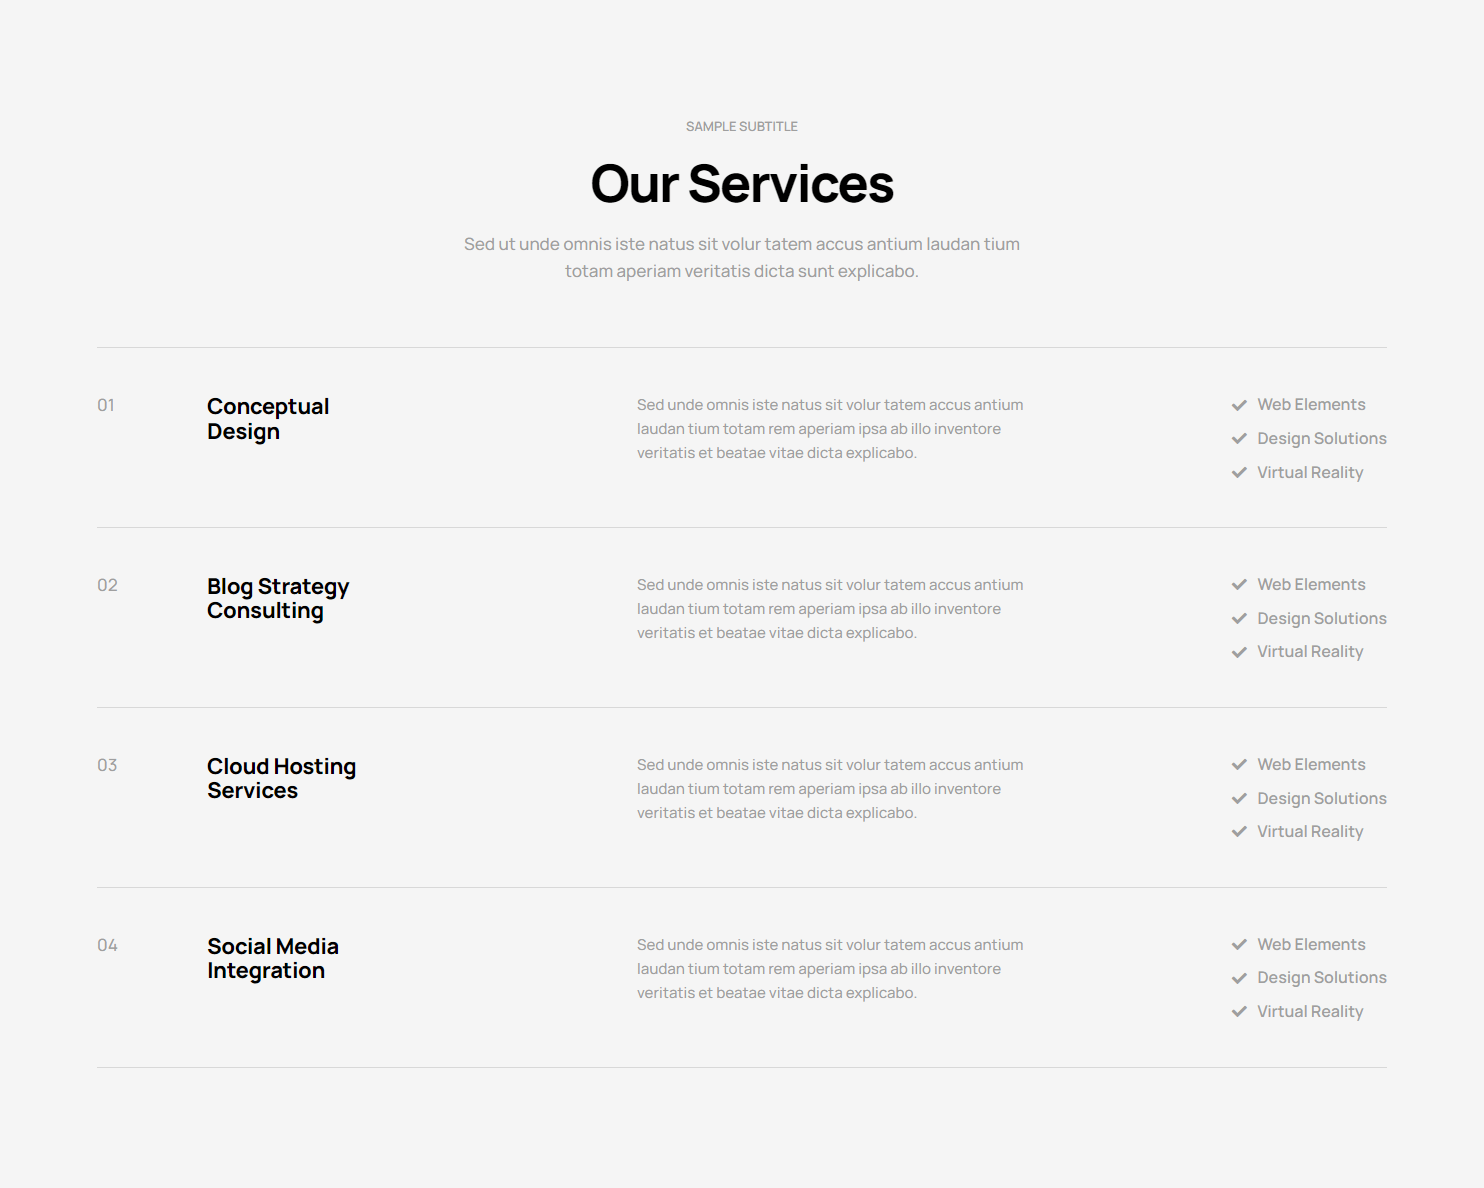 SAMPLE SUBTITLE
Our Services
Sed ut unde omnis iste natus sit volur tatem accus antium laudan tium
totam aperiam veritatis dicta sunt explicabo.
01
Conceptual
Design
Sed unde omnis iste natus sit volur tatem accus antium
laudan tium totam rem aperiam ipsa ab illo inventore
veritatis et beatae vitae dicta explicabo.
Web Elements
Design Solutions
Virtual Reality
02
Blog Strategy
Consulting
Sed unde omnis iste natus sit volur tatem accus antium
laudan tium totam rem aperiam ipsa ab illo inventore
veritatis et beatae vitae dicta explicabo.
Web Elements
Design Solutions
Virtual Reality
03
Cloud Hosting
Services
Sed unde omnis iste natus sit volur tatem accus antium
laudan tium totam rem aperiam ipsa ab illo inventore
veritatis et beatae vitae dicta explicabo.
Web Elements
Design Solutions
Virtual Reality
04
Social Media
Integration
Sed unde omnis iste natus sit volur tatem accus antium
laudan tium totam rem aperiam ipsa ab illo inventore
veritatis et beatae vitae dicta explicabo.
Web Elements
Design Solutions
Virtual Reality